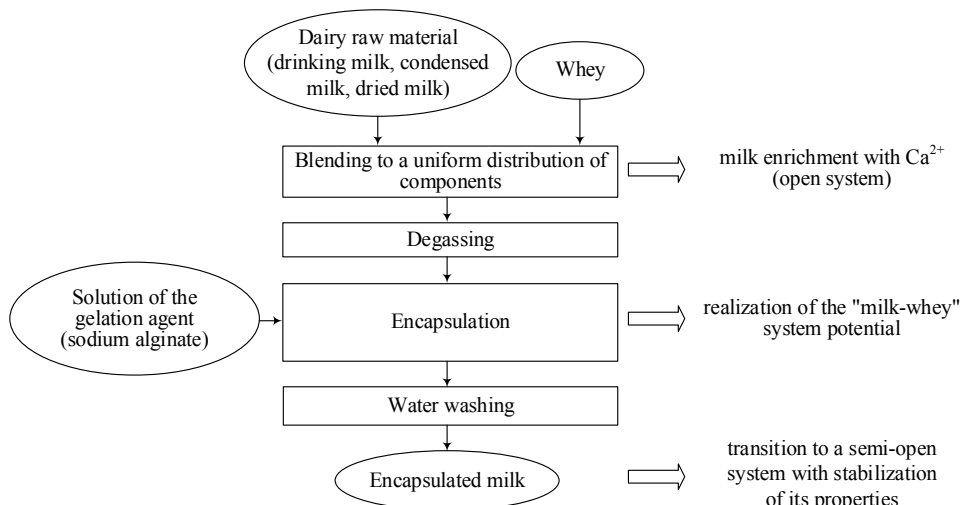 Dairy raw material
(drinking milk, condensed
milk, dried milk)
Whey
Blending to a uniform distribution of
components
milk enrichment with Ca²⁺
(open system)
Degassing
Solution of the
gelation agent
(sodium alginate)
Encapsulation
realization of the "milk-whey"
system potential
Water washing
Encapsulated milk
transition to a semi-open
system with stabilization
of its properties